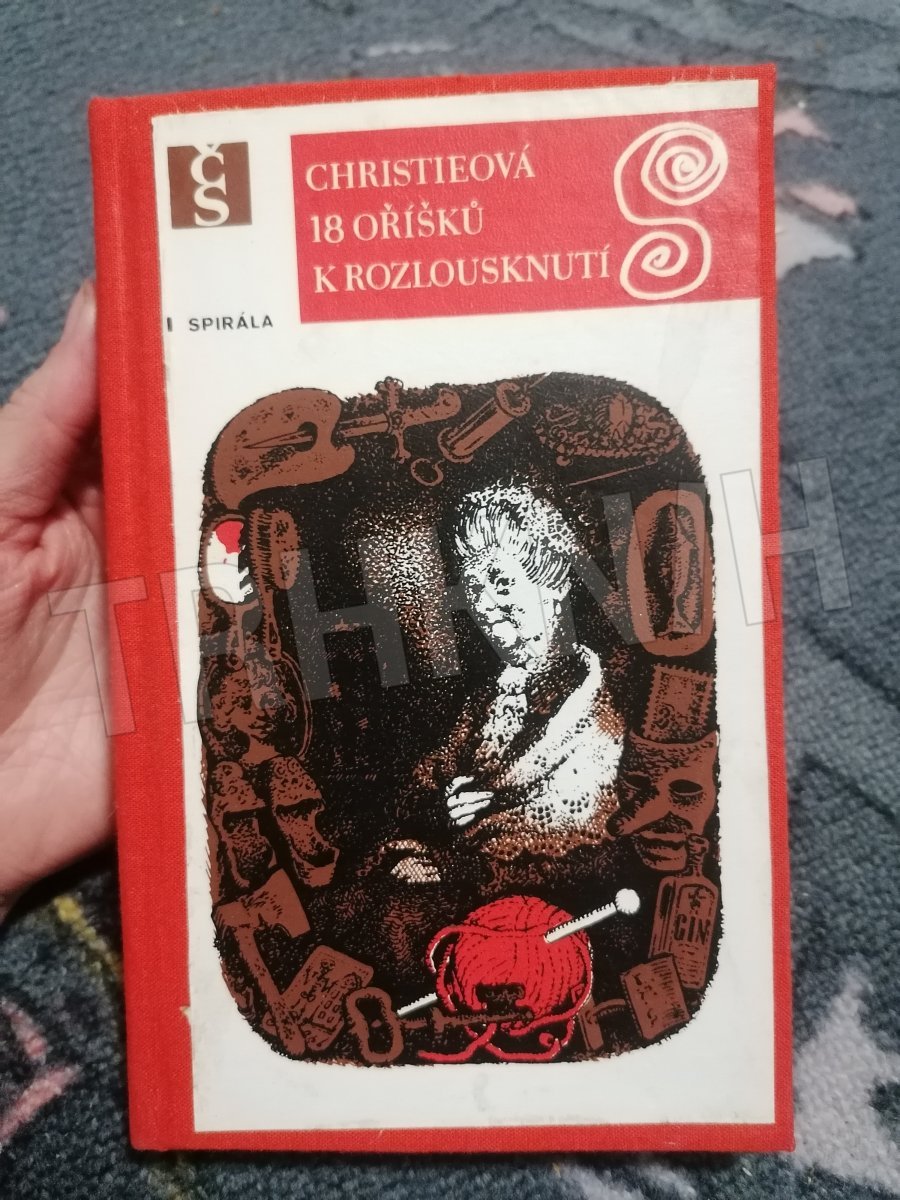 ČS
CHRISTIEOVÁ
18 OŘÍŠKŮ
K ROZLOUSKNUTÍ
SPIRÁLA
GIN
TRHKNIH